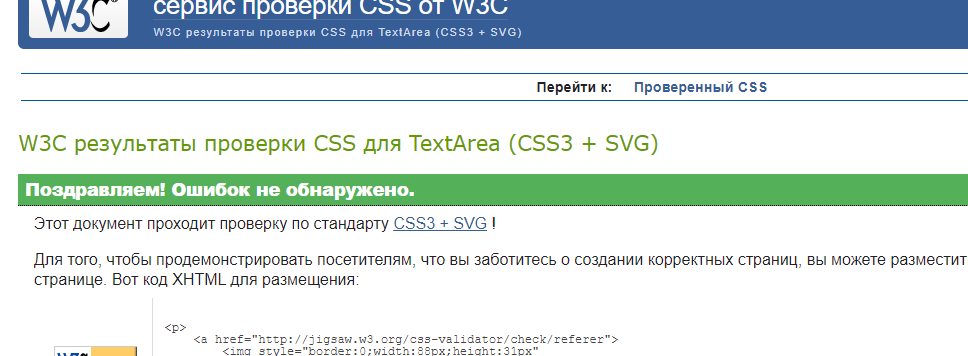 W3C
сервис проверки CSS от W3C
W3C результаты проверки CSS для TextArea (CSS3 + SVG)
Перейти к: Проверенный CSS
W3C результаты проверки CSS для TextArea (CSS3 + SVG)
Поздравляем! Ошибок не обнаружено.
Этот документ проходит проверку по стандарту CSS3 + SVG !
Для того, чтобы продемонстрировать посетителям, что вы заботитесь о создании корректных страниц, вы можете разместит
странице. Вот код XHTML для размещения:
<p>
<a href="http://jigsaw.w3.org/css-validator/check/referer">
<img style="border:0;width:88px;height:31px"